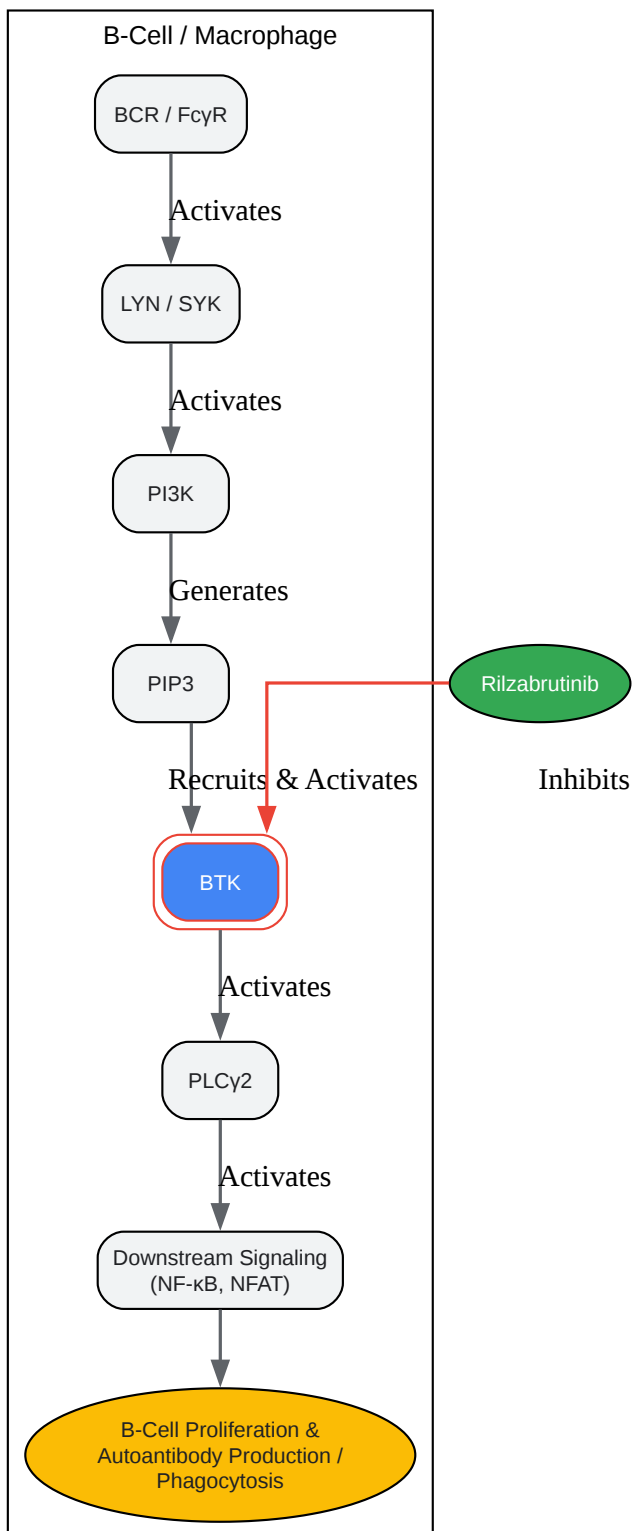 B-Cell / Macrophage
BCR / FcγR
Activates
LYN / SYK
Activates
PI3K
Generates
PIP3
Rilzabrutinib
Recruits & Activates
Inhibits
BTK
Activates
PLCγ2
Activates
Downstream Signaling
(NF-κB, NFAT)
B-Cell Proliferation &
Autoantibody Production /
Phagocytosis